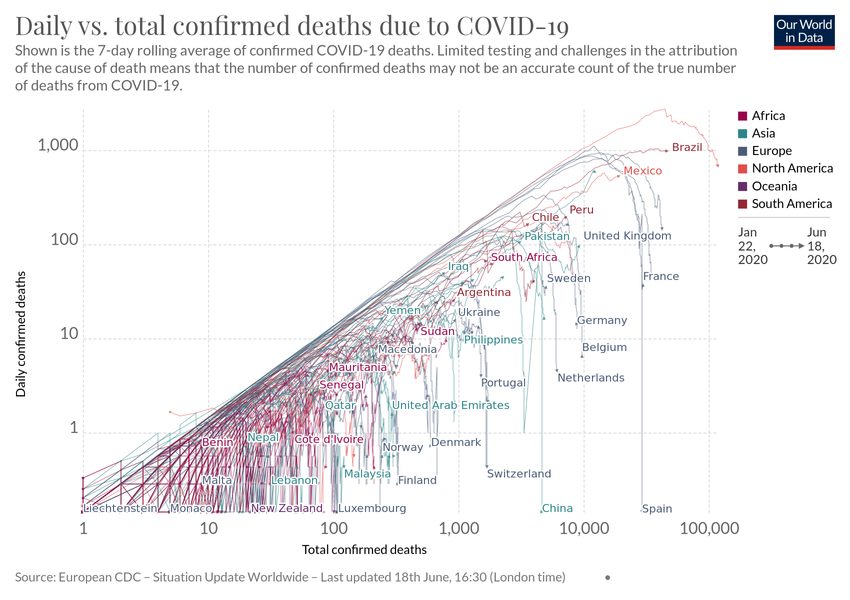 Daily vs. total confirmed deaths due to COVID-19
Our World
in Data
Shown is the 7-day rolling average of confirmed COVID-19 deaths. Limited testing and challenges in the attribution
of the cause of death means that the number of confirmed deaths may not be an accurate count of the true number
of deaths from COVID-19.
Africa
Asia
Europe
North America
Oceania
South America
Jan
22,
2020
Jun
18,
2020
Daily confirmed deaths
1,000
100
10
1
Brazil
Mexico
Peru
Chile
Pakistan
United Kingdom
South Africa
Iraq
France
Sweden
Argentina
Yemen
Ukraine
Germany
Sudan
Philippines
Macedonia
Belgium
Mauritania
Netherlands
Senegal
Portugal
Qatar
United Arab Emirates
Benin
Nepal
Cote d'Ivoire
Norway
Denmark
Malta
Lebanon
Malaysia
Finland
Switzerland
Liechtenstein
Monaco
New Zealand
Luxembourg
China
Spain
1
10
100
1,000
10,000
100,000
Total confirmed deaths
Source: European CDC – Situation Update Worldwide – Last updated 18th June, 16:30 (London time)